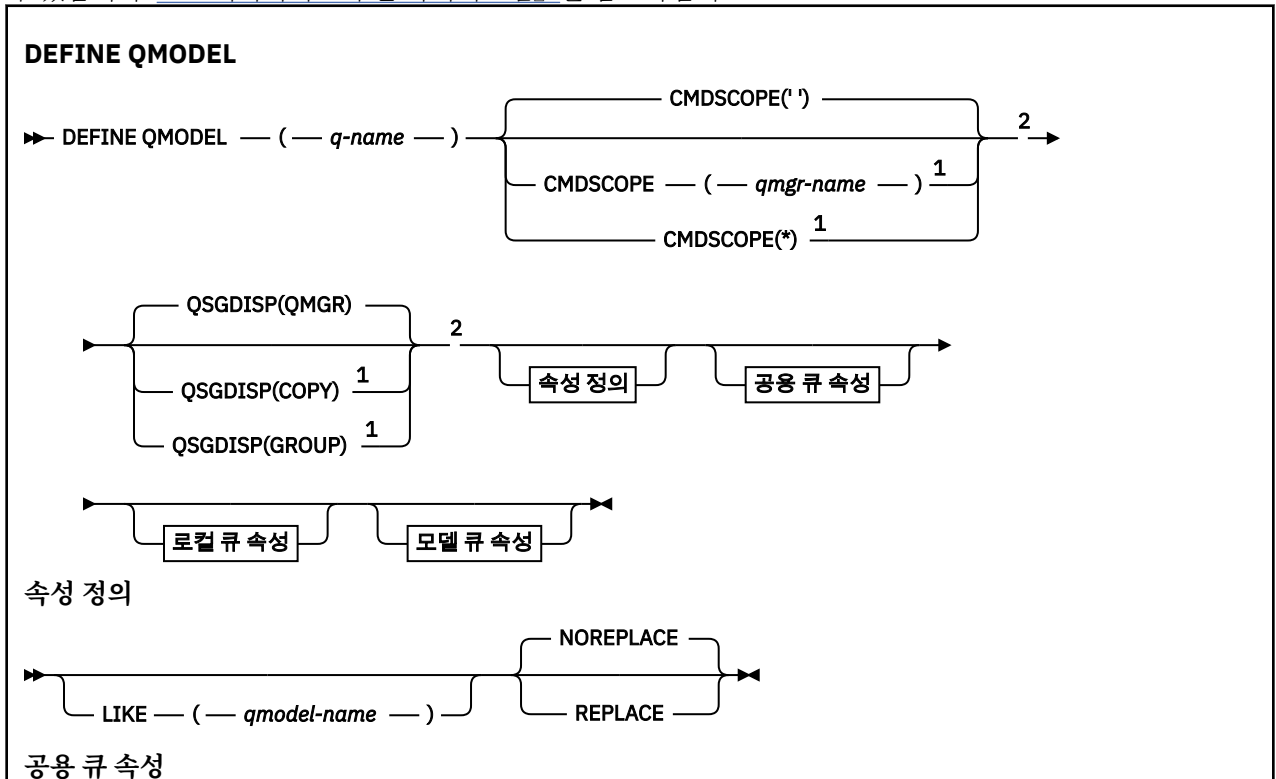 DEFINE QMODEL
CMDSCOPE(' ')
DEFINE QMODEL ( q-name ) 2
CMDSCOPE ( qmgr-name ) 1
CMDSCOPE(*) 1
QSGDISP(QMGR)
2
QSGDISP(COPY) 1
속성 정의 공용 큐 속성
QSGDISP(GROUP) 1
로컬 큐 속성 모델 큐 속성
속성 정의
NOREPLACE
LIKE ( qmodel-name ) REPLACE
공용 큐 속성